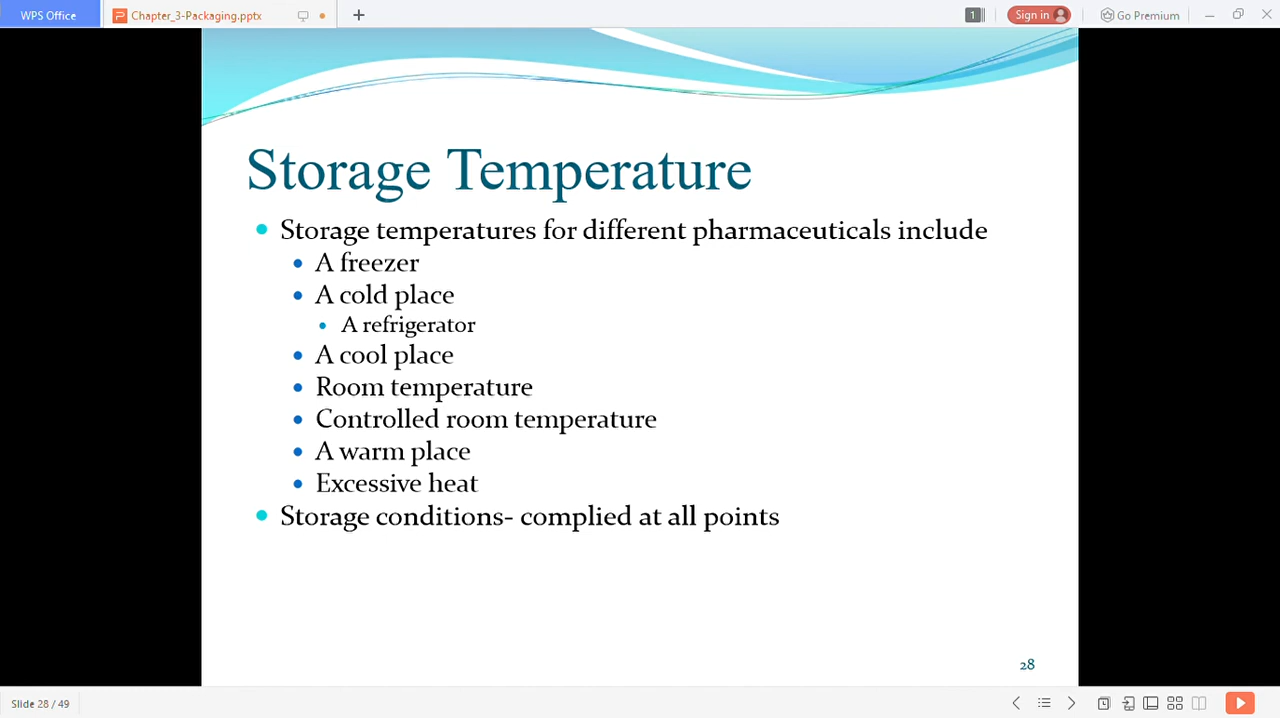 WPS Office
Chapter_3-Packaging.pptx
1
Sign in
Go Premium
Storage Temperature
Storage temperatures for different pharmaceuticals include
A freezer
A cold place
A refrigerator
A cool place
Room temperature
Controlled room temperature
A warm place
Excessive heat
Storage conditions- complied at all points
28
Slide 28 / 49